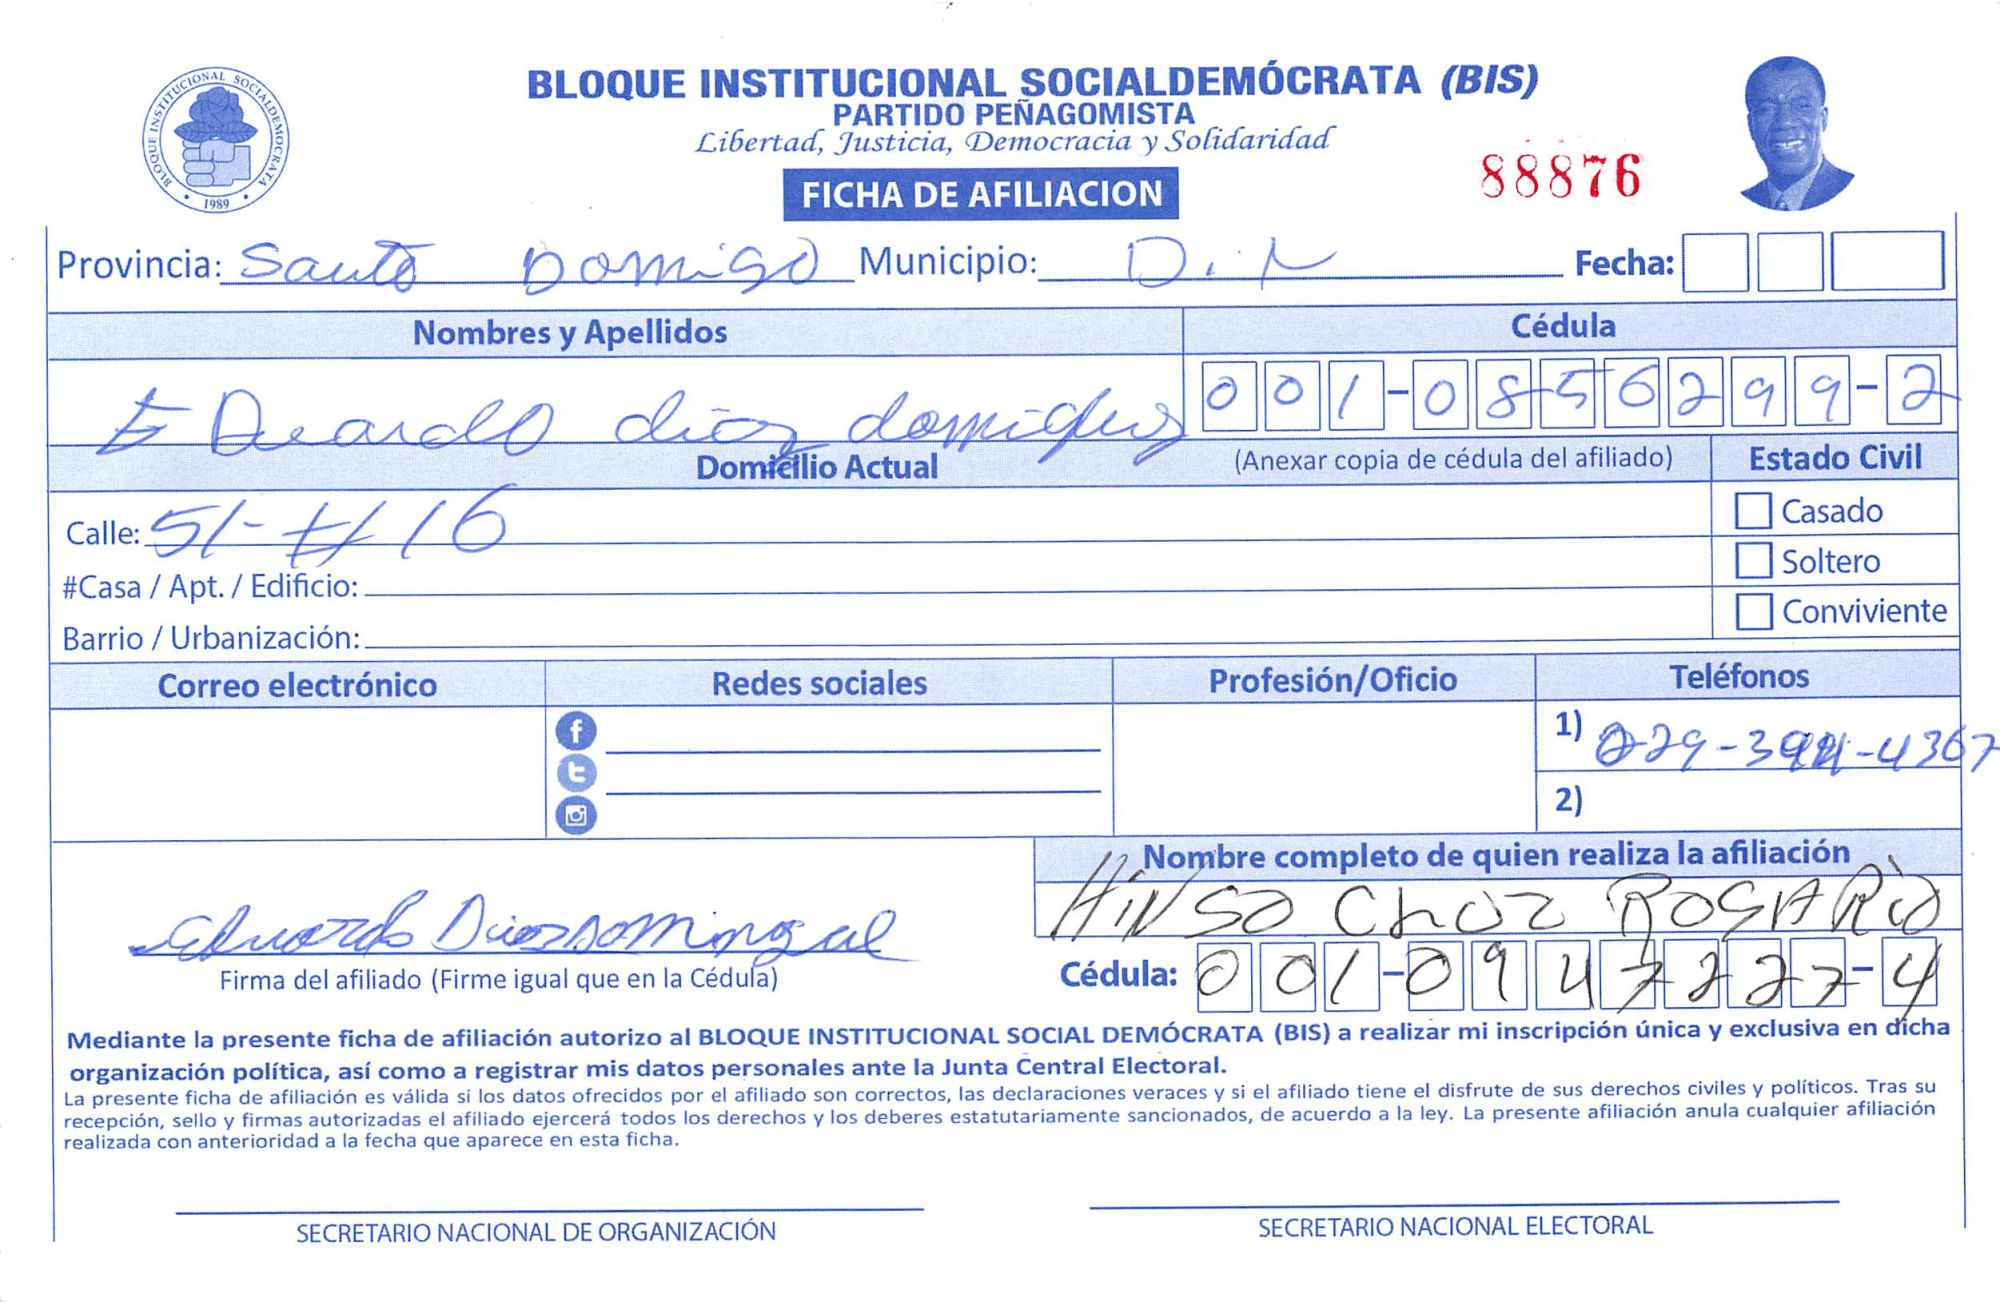 BLOQUE INSTITUCIONAL SOCIALDEMÓCRATA (BIS)
PARTIDO PEÑAGOMISTA
Libertad, Justicia, Democracia y Solidaridad
BLOQUE INSTITUCIONAL SOCIALDEMOCRATA
1989
88876
FICHA DE AFILIACION
Provincia: Santo Domigo Municipio: D.N Fecha:
Nombres y Apellidos Cédula
EDuardo diaz 001-0856299-2
Domicilio Actual (Anexar copia de cédula del afiliado) Estado Civil
Calle: 51-#16 Casado
#Casa / Apt. / Edificio: Soltero
Barrio / Urbanización: Conviviente
Correo electrónico Redes sociales Profesión/Oficio Teléfonos
1) -4367
2)
Nombre completo de quien realiza la afiliación
ROSARiO
Eduardo Diaz
Firma del afiliado (Firme igual que en la Cédula) Cédula: 001-0947227-4
Mediante la presente ficha de afiliación autorizo al BLOQUE INSTITUCIONAL SOCIAL DEMÓCRATA (BIS) a realizar mi inscripción única y exclusiva en dicha
organización política, así como a registrar mis datos personales ante la Junta Central Electoral.
La presente ficha de afiliación es válida si los datos ofrecidos por el afiliado son correctos, las declaraciones veraces y si el afiliado tiene el disfrute de sus derechos civiles y políticos. Tras su
recepción, sello y firmas autorizadas el afiliado ejercerá todos los derechos y los deberes estatutariamente sancionados, de acuerdo a la ley. La presente afiliación anula cualquier afiliación
realizada con anterioridad a la fecha que aparece en esta ficha.
SECRETARIO NACIONAL DE ORGANIZACIÓN SECRETARIO NACIONAL ELECTORAL